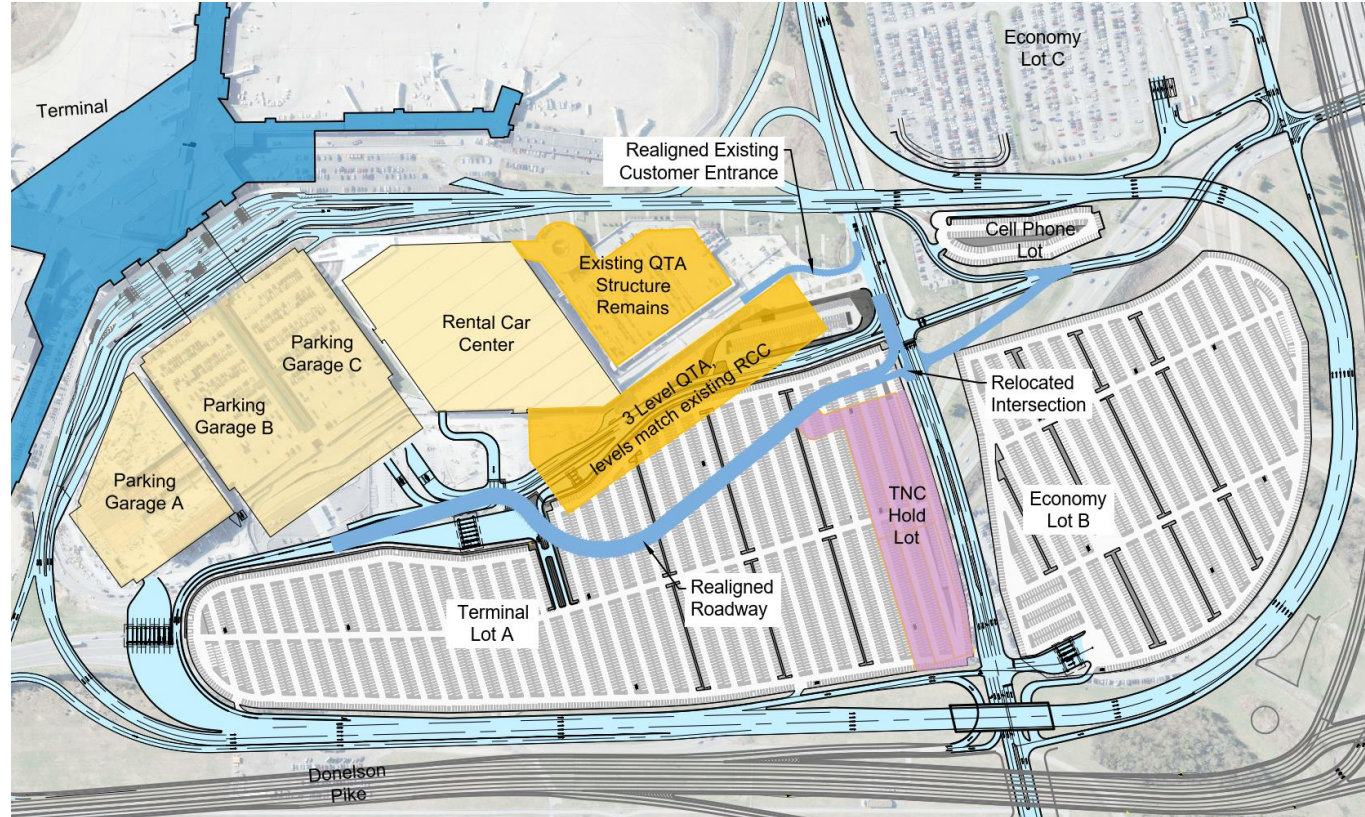 Terminal
Economy
Lot C
Realigned Existing
Customer Entrance
Cell Phone
Lot
Existing QTA
Structure
Remains
Rental Car
Center
Parking
Garage C
Parking
Garage B
Parking
Garage A
3 Level QTA,
levels match existing RCC
Relocated
Intersection
TNC
Hold
Lot
Economy
Lot B
Realigned
Roadway
Terminal
Lot A
Donelson
Pike